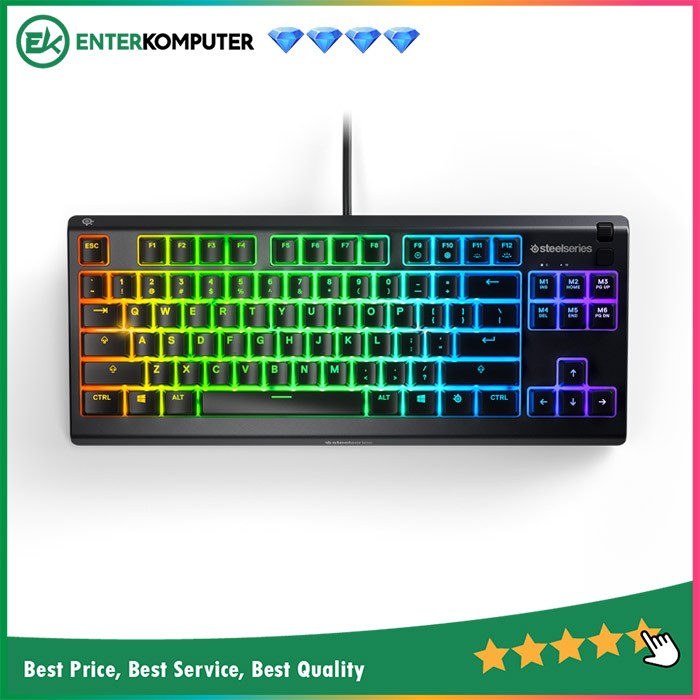 EK ENTERKOMPUTER
steelseries
ESC F1 F2 F3 F4 F5 F6 F7 F8 F9 F10 F11 F12
1 2 3 4 5 6 7 8 9 0
M1 INS M2 HOME M3 PG UP
Q W E R T Y U I O P
M4 DEL M5 END M6 PG DN
A S D F G H J K L
Z X C V B N M
CTRL ALT ALT CTRL
Best Price, Best Service, Best Quality